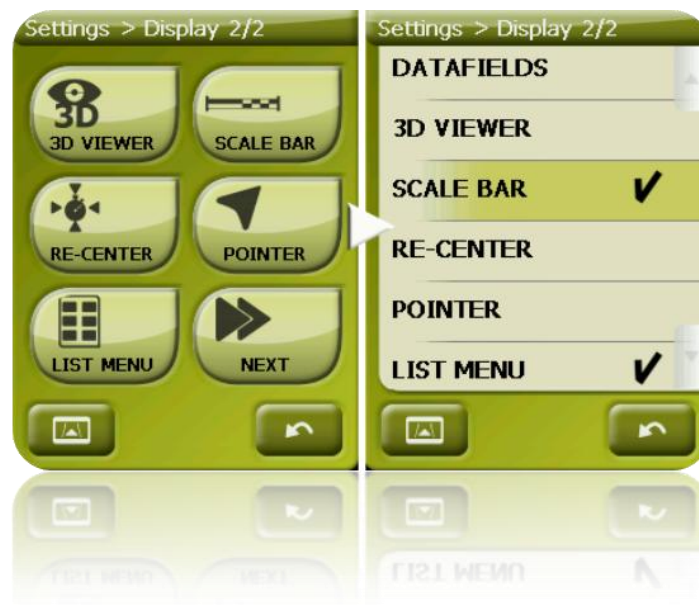 Settings > Display 2/2
3D
3D VIEWER
SCALE BAR
RE-CENTER
POINTER
LIST MENU
NEXT
Settings > Display 2/2
DATAFIELDS
3D VIEWER
SCALE BAR
RE-CENTER
POINTER
LIST MENU